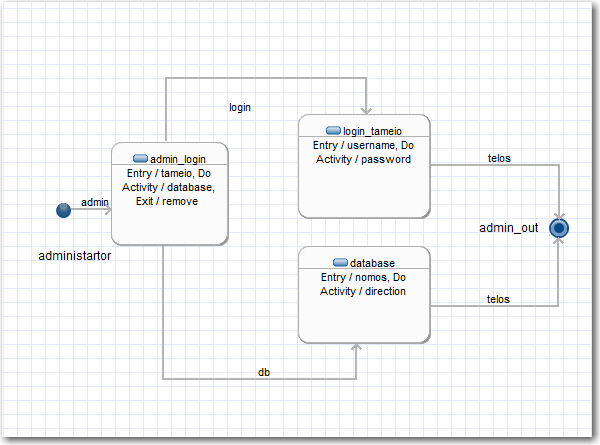 login
login_tameio
Entry / username, Do
Activity / password
admin_login
Entry / tameio, Do
Activity / database,
Exit / remove
admin
administartor
telos
admin_out
database
Entry / nomos, Do
Activity / direction
telos
db